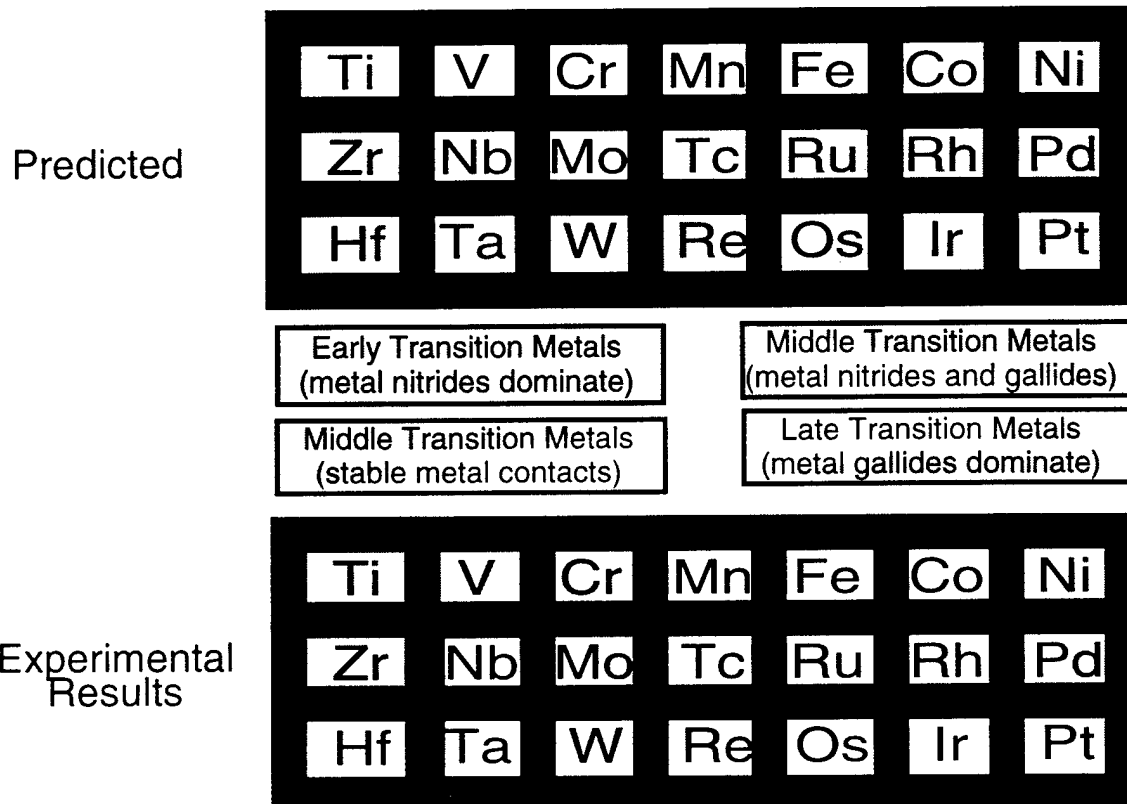 Ti V Cr Mn Fe Co Ni
Predicted
Zr Nb Mo Tc Ru Rh Pd
Hf Ta W Re Os Ir Pt
Early Transition Metals
(metal nitrides dominate)
Middle Transition Metals
(metal nitrides and gallides)
Middle Transition Metals
(stable metal contacts)
Late Transition Metals
(metal gallides dominate)
Ti V Cr Mn Fe Co Ni
Experimental
Results
Zr Nb Mo Tc Ru Rh Pd
Hf Ta W Re Os Ir Pt